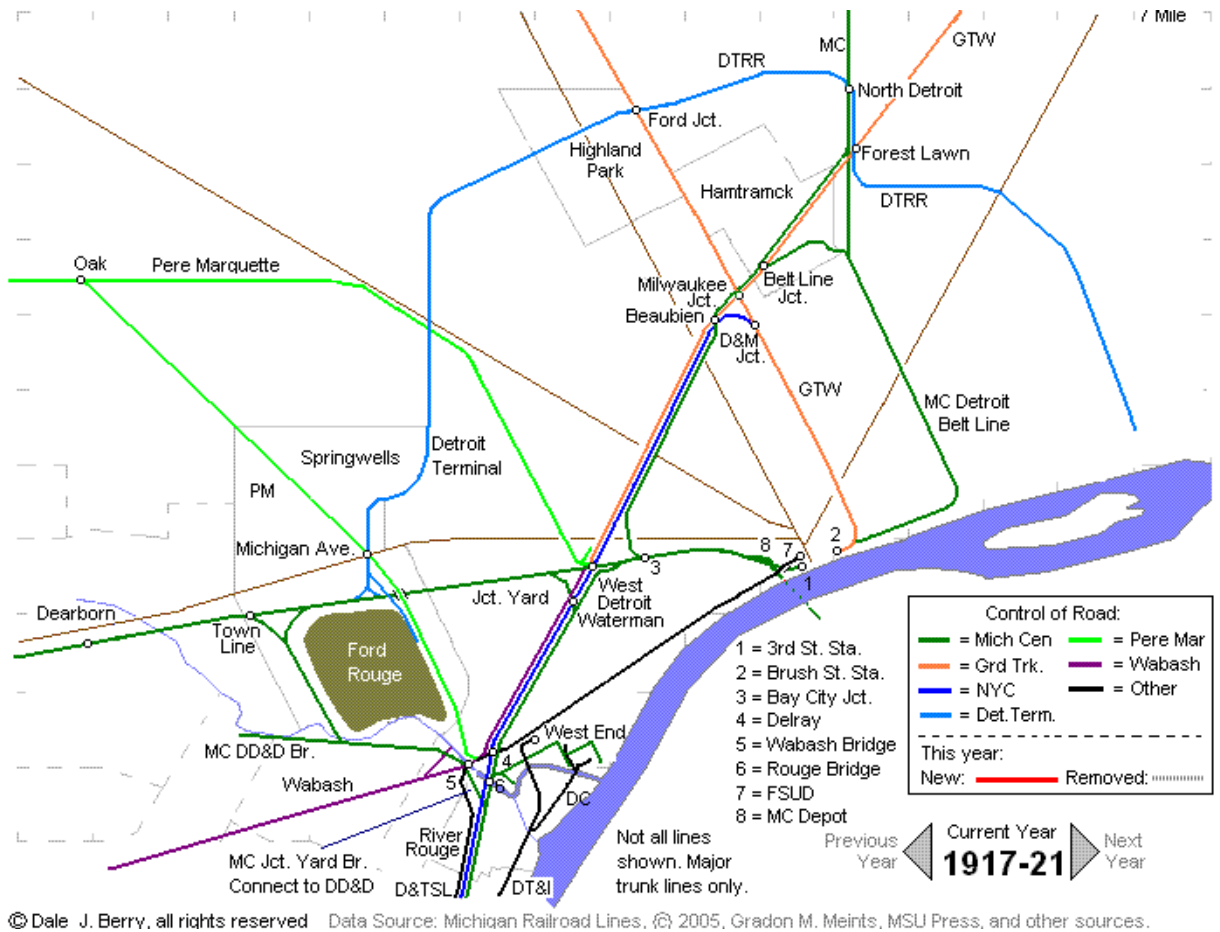 7 Mile
MC
GTW
DTRR
North Detroit
Ford Jct.
Highland
Park
Forest Lawn
Hamtramck
DTRR
Oak
Pere Marquette
Milwaukee
Jct.
Belt Line
Jct.
Beaubien
D&M
Jct.
GTW
MC Detroit
Belt Line
Springwells
Detroit
Terminal
PM
Michigan Ave.
8
7
2
3
1
Jct. Yard
West
Detroit
Waterman
Dearborn
Town
Line
Ford
Rouge
MC DD&D Br.
Wabash
West End
4
5
6
DC
River
Rouge
MC Jct. Yard Br.
Connect to DD&D
D&TSL
DT&I
Not all lines
shown. Major
trunk lines only.
1 = 3rd St. Sta.
2 = Brush St. Sta.
3 = Bay City Jct.
4 = Delray
5 = Wabash Bridge
6 = Rouge Bridge
7 = FSUD
8 = MC Depot
Control of Road:
= Mich Cen
= Pere Mar
= Grd Trk.
= Wabash
= NYC
= Other
= Det.Term.
This year:
New:
Removed:
Previous
Year
Current Year
1917-21
Next
Year
© Dale J. Berry, all rights reserved Data Source: Michigan Railroad Lines, (C) 2005, Graydon M. Meints, MSU Press, and other sources.